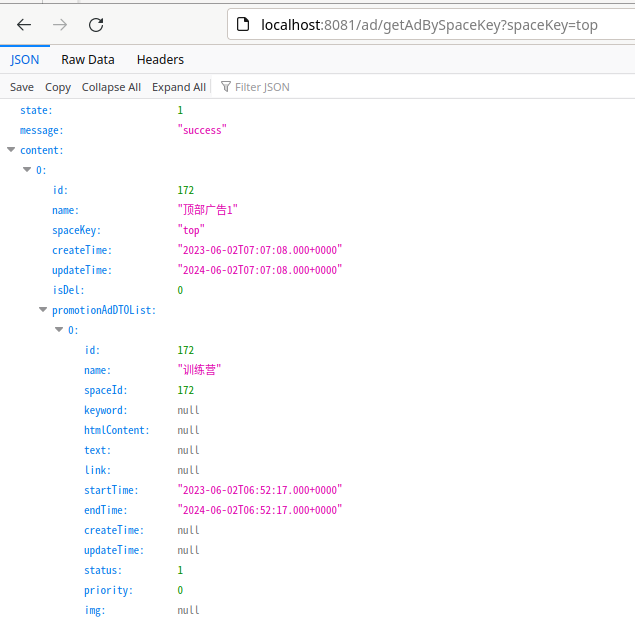 localhost:8081/ad/getAdBySpaceKey?spaceKey=top
JSON Raw Data Headers
Save Copy Collapse All Expand All Filter JSON
state: 1
message: "success"
content:
0:
id: 172
name: "顶部广告1"
spaceKey: "top"
createTime: "2023-06-02T07:07:08.000+0000"
updateTime: "2024-06-02T07:07:08.000+0000"
isDel: 0
promotionAdDTOList:
0:
id: 172
name: "训练营"
spaceId: 172
keyword: null
htmlContent: null
text: null
link: null
startTime: "2023-06-02T06:52:17.000+0000"
endTime: "2024-06-02T06:52:17.000+0000"
createTime: null
updateTime: null
status: 1
priority: 0
img: null